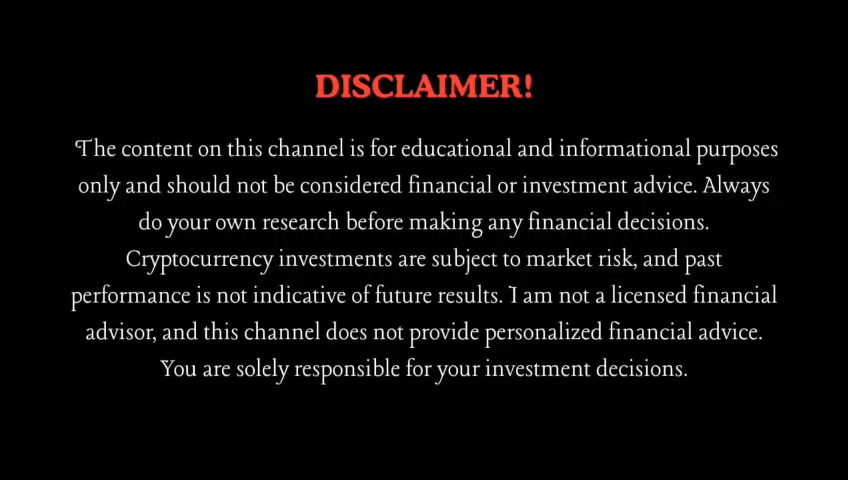 DISCLAIMER!
The content on this channel is for educational and informational purposes
only and should not be considered financial or investment advice. Always
do your own research before making any financial decisions.
Cryptocurrency investments are subject to market risk, and past
performance is not indicative of future results. I am not a licensed financial
advisor, and this channel does not provide personalized financial advice.
You are solely responsible for your investment decisions.